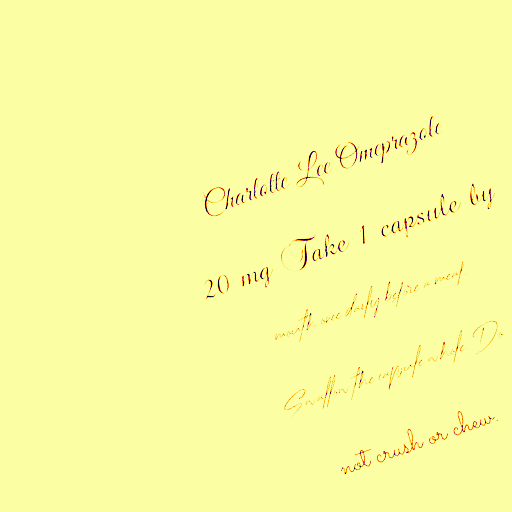 Charlotte Lee Omeprazole
20 mg Take 1 capsule by
mouth once daily before a meal
Swallow the capsule whole Do
not crush or chew.